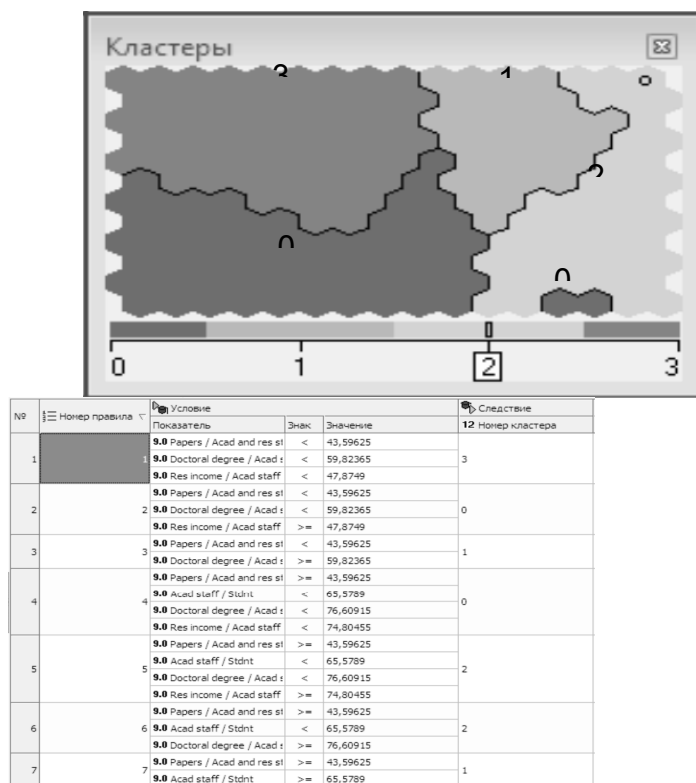 Кластеры
3 1
2
0 0
0 1 2 3
№ Номер правила Условие Следствие
Показатель Знак Значение 12 Номер кластера
1 1 9.0 Papers / Acad and res st < 43,59625 3
9.0 Doctoral degree / Acad s < 59,82365
9.0 Res income / Acad staff < 47,8749
2 2 9.0 Papers / Acad and res st < 43,59625 0
9.0 Doctoral degree / Acad s < 59,82365
9.0 Res income / Acad staff >= 47,8749
3 3 9.0 Papers / Acad and res st < 43,59625 1
9.0 Doctoral degree / Acad s >= 59,82365
4 4 9.0 Papers / Acad and res st >= 43,59625 0
9.0 Acad staff / Stdnt < 65,5789
9.0 Doctoral degree / Acad s < 76,60915
9.0 Res income / Acad staff < 74,80455
5 5 9.0 Papers / Acad and res st >= 43,59625 2
9.0 Acad staff / Stdnt < 65,5789
9.0 Doctoral degree / Acad s < 76,60915
9.0 Res income / Acad staff >= 74,80455
6 6 9.0 Papers / Acad and res st >= 43,59625 2
9.0 Acad staff / Stdnt < 65,5789
9.0 Doctoral degree / Acad s >= 76,60915
7 7 9.0 Papers / Acad and res st >= 43,59625 1
9.0 Acad staff / Stdnt >= 65,5789